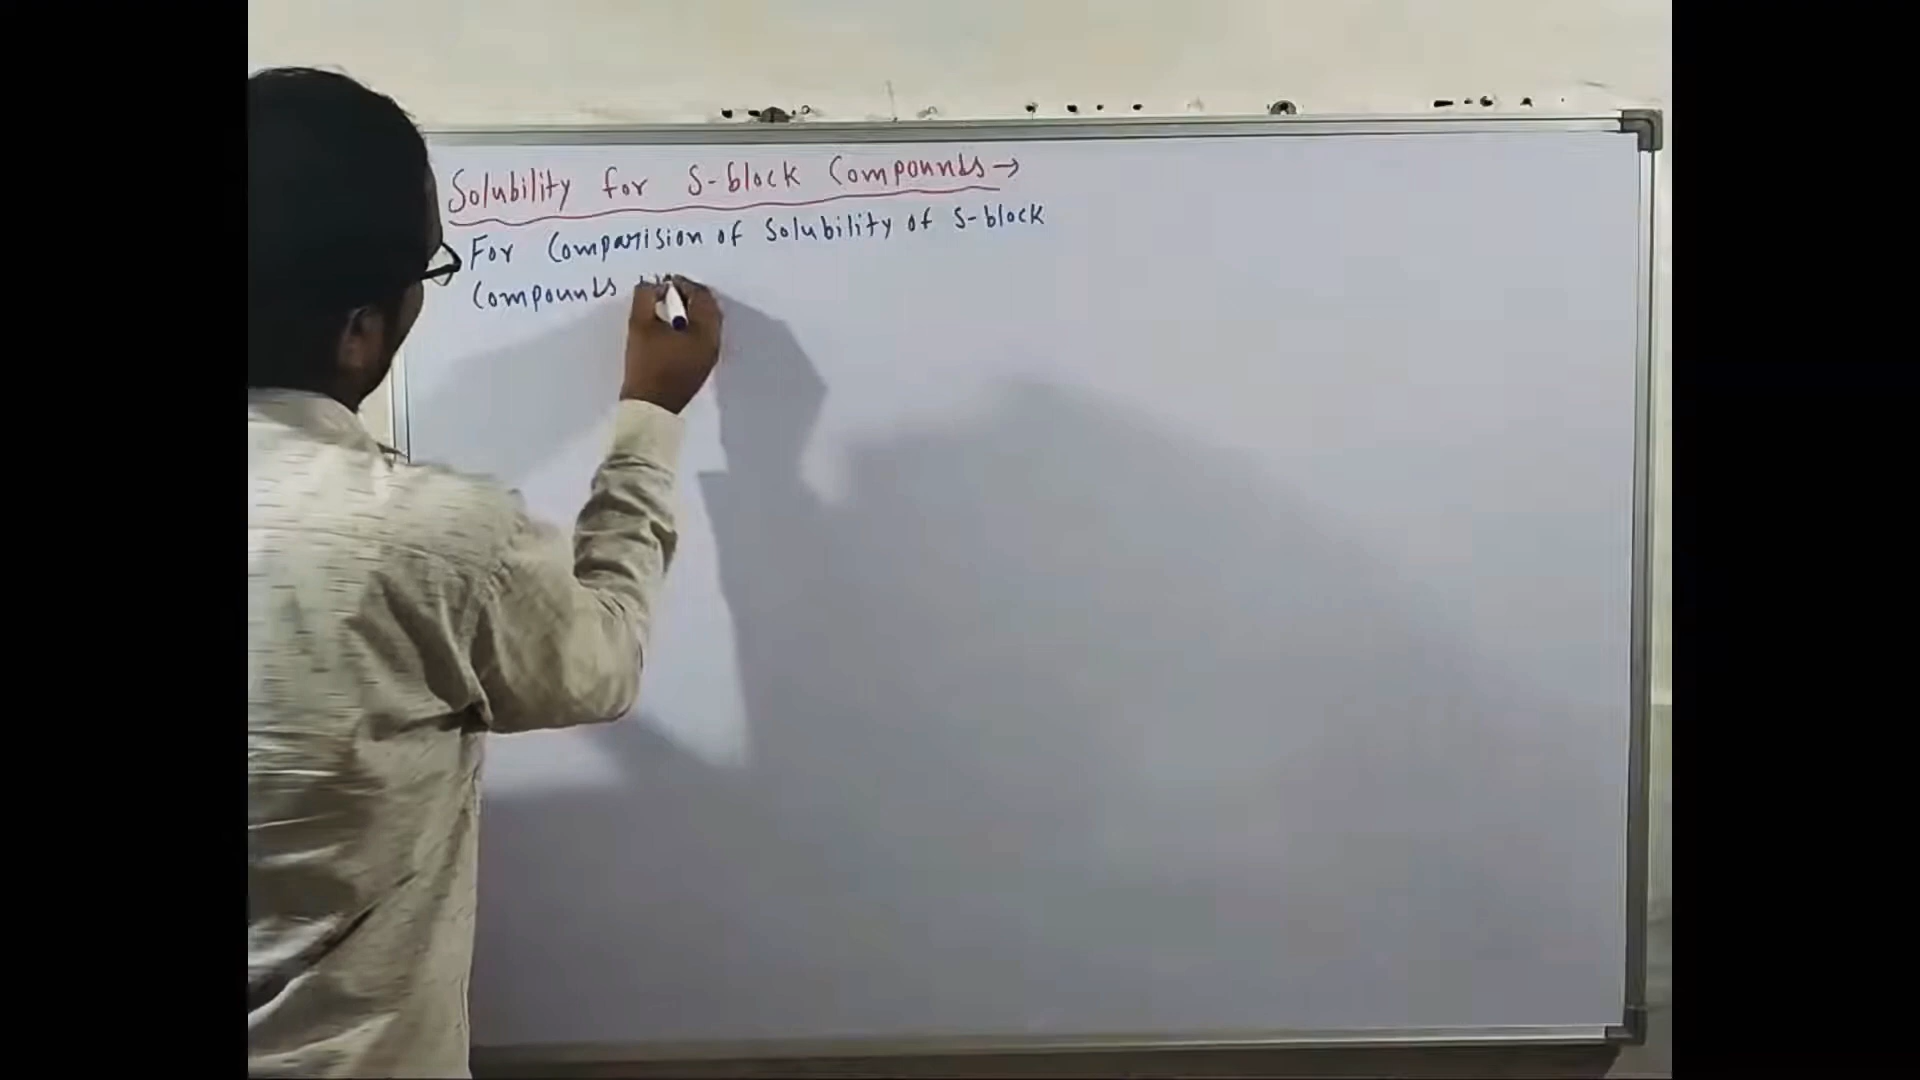 Solubility for S-block Compounds→
For Comparision of Solubility of S-block
Compounds